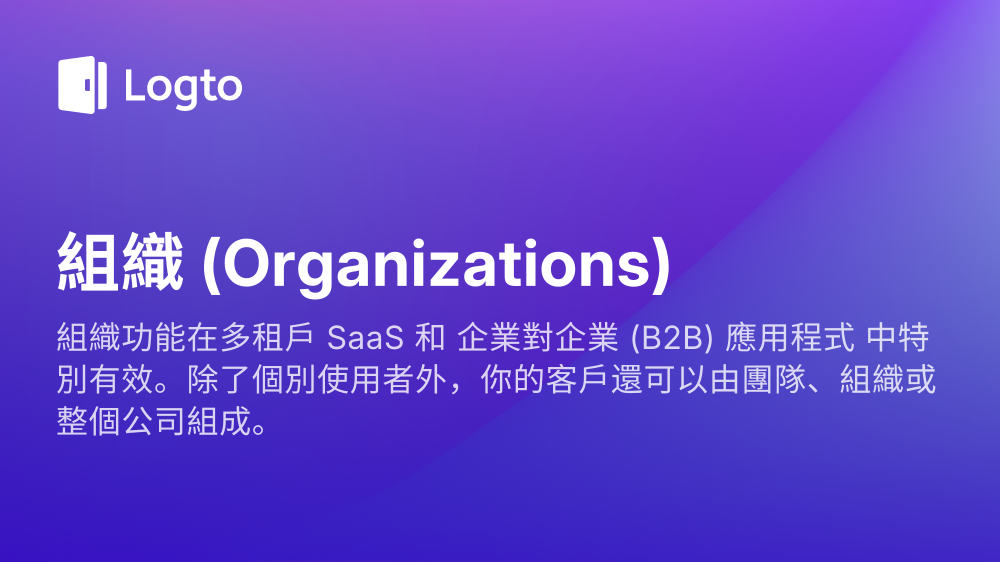 Logto
組織 (Organizations)
組織功能在多租戶 SaaS 和 企業對企業 (B2B) 應用程式 中特
別有效。除了個別使用者外，你的客戶還可以由團隊、組織或
整個公司組成。